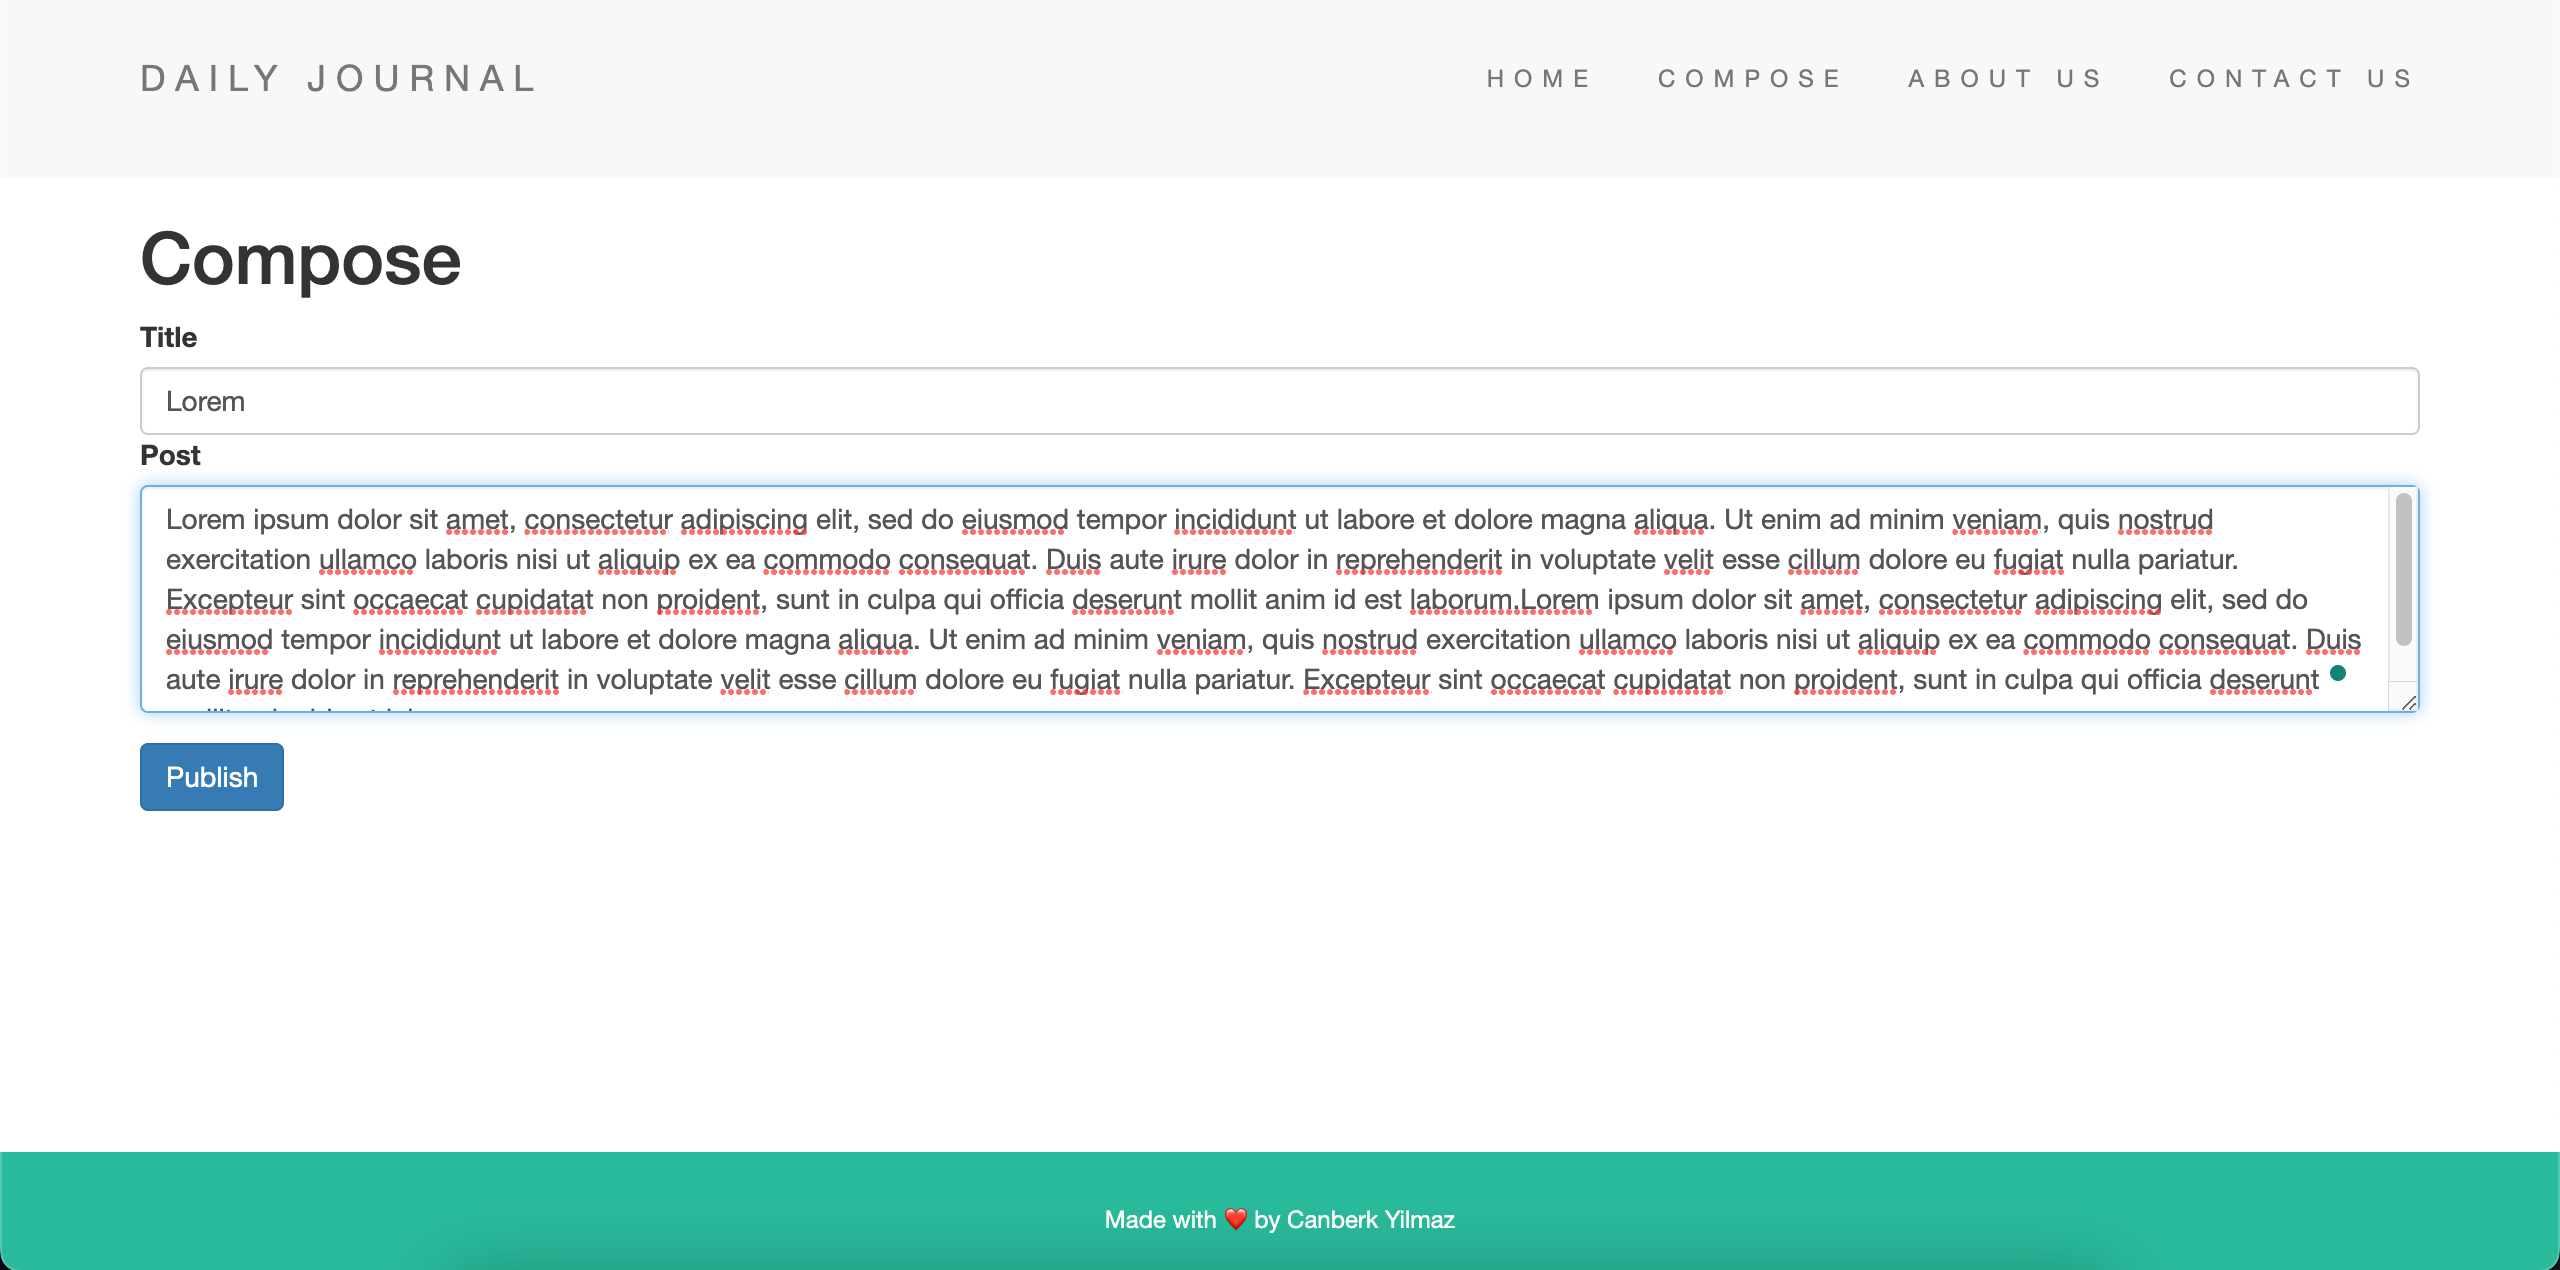 DAILY JOURNAL
HOME COMPOSE ABOUT US CONTACT US
Compose
Title
Lorem
Post
Lorem ipsum dolor sit amet, consectetur adipiscing elit, sed do eiusmod tempor incididunt ut labore et dolore magna aliqua. Ut enim ad minim veniam, quis nostrud
exercitation ullamco laboris nisi ut aliquip ex ea commodo consequat. Duis aute irure dolor in reprehenderit in voluptate velit esse cillum dolore eu fugiat nulla pariatur.
Excepteur sint occaecat cupidatat non proident, sunt in culpa qui officia deserunt mollit anim id est laborum.Lorem ipsum dolor sit amet, consectetur adipiscing elit, sed do
eiusmod tempor incididunt ut labore et dolore magna aliqua. Ut enim ad minim veniam, quis nostrud exercitation ullamco laboris nisi ut aliquip ex ea commodo consequat. Duis
aute irure dolor in reprehenderit in voluptate velit esse cillum dolore eu fugiat nulla pariatur. Excepteur sint occaecat cupidatat non proident, sunt in culpa qui officia deserunt
Publish
Made with ❤️ by Canberk Yilmaz